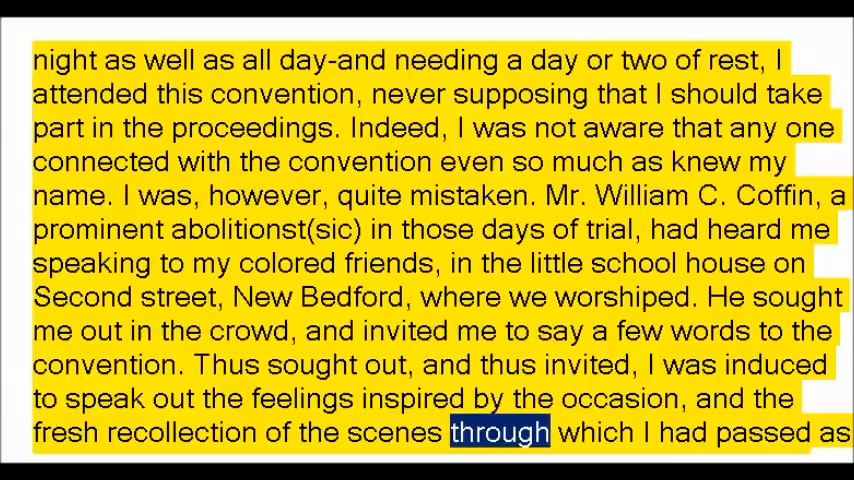 night as well as all day-and needing a day or two of rest, I
attended this convention, never supposing that I should take
part in the proceedings. Indeed, I was not aware that any one
connected with the convention even so much as knew my
name. I was, however, quite mistaken. Mr. William C. Coffin, a
prominent abolitionst(sic) in those days of trial, had heard me
speaking to my colored friends, in the little school house on
Second street, New Bedford, where we worshiped. He sought
me out in the crowd, and invited me to say a few words to the
convention. Thus sought out, and thus invited, I was induced
to speak out the feelings inspired by the occasion, and the
fresh recollection of the scenes through which I had passed as